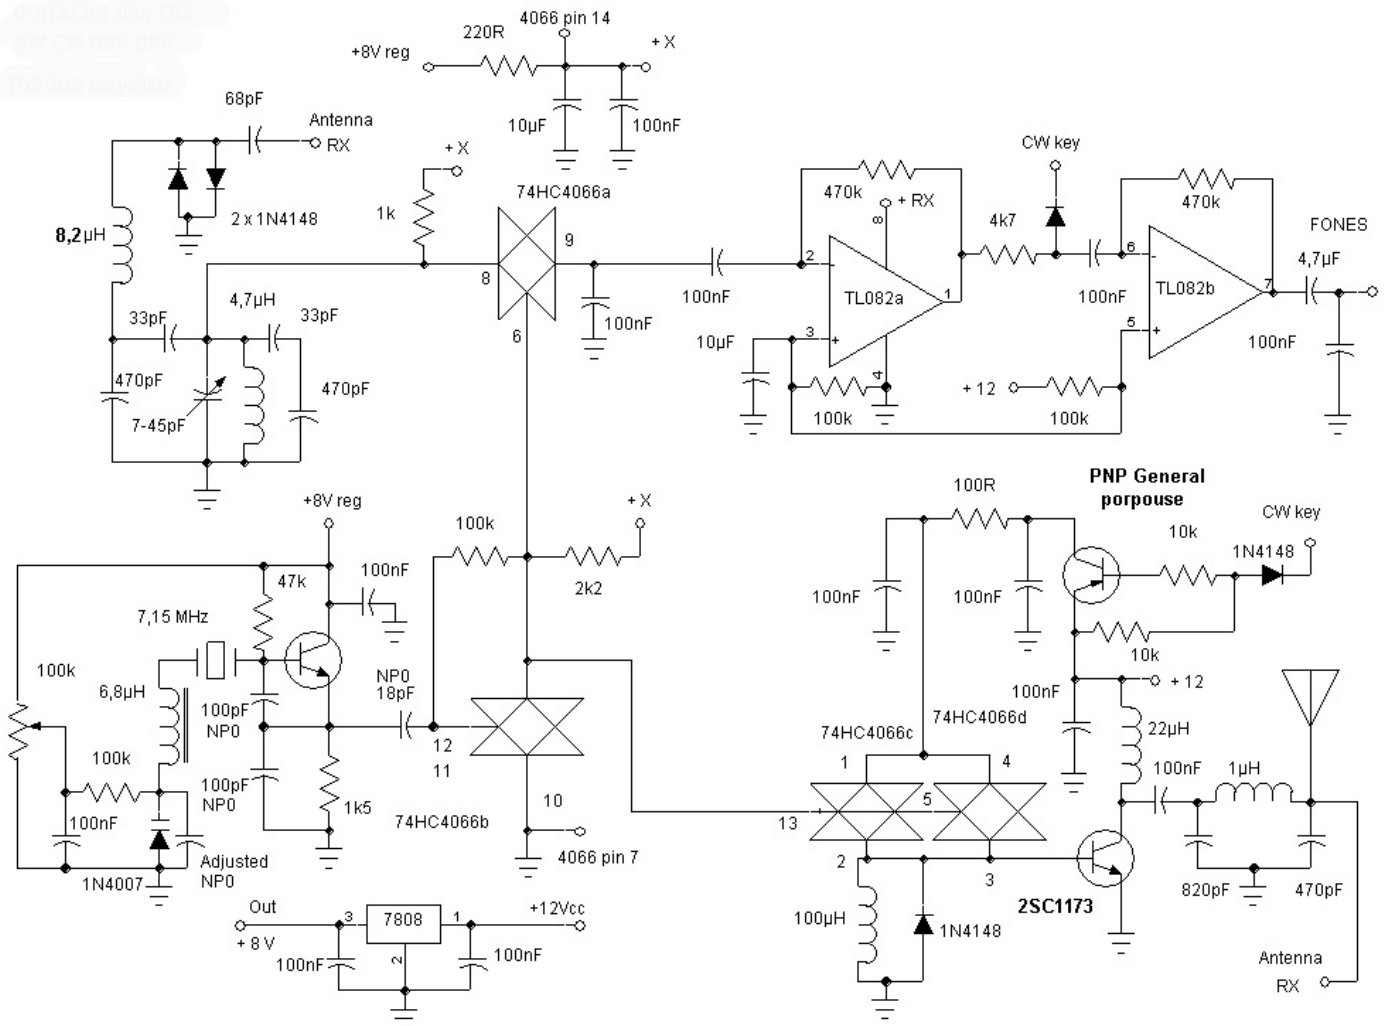 4066 pin 14
220R
+8V reg
+ X
10µF
100nF
68pF
Antenna
RX
2 x 1N4148
8,2µH
+ X
1k
74HC4066a
9
8
6
33pF
4,7µH
33pF
470pF
7-45pF
470pF
100nF
100nF
470k
+ RX
8
2
TL082a
1
3
4
10µF
100k
CW key
4k7
100nF
470k
6
TL082b
7
5
+ 12
100k
FONES
4,7µF
100nF
+8V reg
47k
100nF
7,15 MHz
100k
6,8µH
100pF
NP0
100k
100pF
NP0
100nF
1N4007
Adjusted
NP0
1k5
NP0
18pF
100k
+ X
2k2
12
11
10
74HC4066b
4066 pin 7
PNP General
porpouse
100R
CW key
10k
1N4148
100nF
100nF
10k
100nF
+ 12
74HC4066c
74HC4066d
1
4
22µH
13
5
100nF
1µH
2
3
820pF
470pF
2SC1173
100µH
1N4148
Antenna
RX
Out
+ 8 V
3
7808
1
+12Vcc
2
100nF
100nF